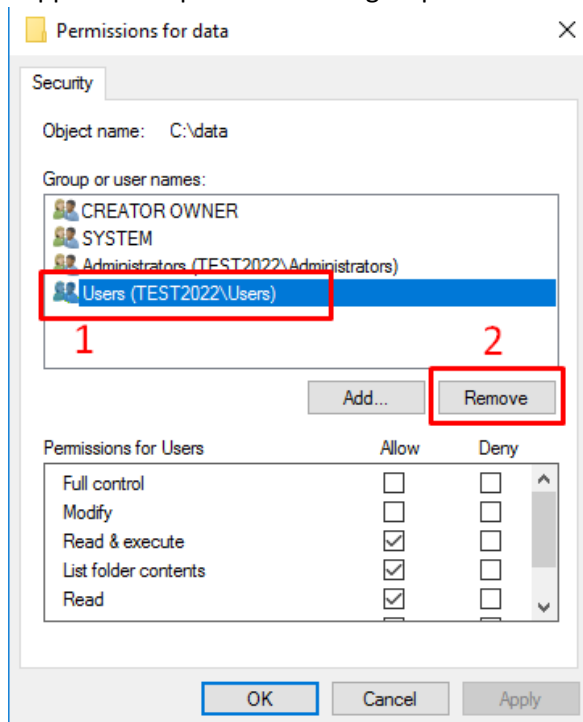 Permissions for data
Security
Object name: C:\data
Group or user names:
CREATOR OWNER
SYSTEM
Administrators (TEST2022\Administrators)
Users (TEST2022\Users)
1 2
Add... Remove
Permissions for Users Allow Deny
Full control
Modify
Read & execute
List folder contents
Read
OK Cancel Apply